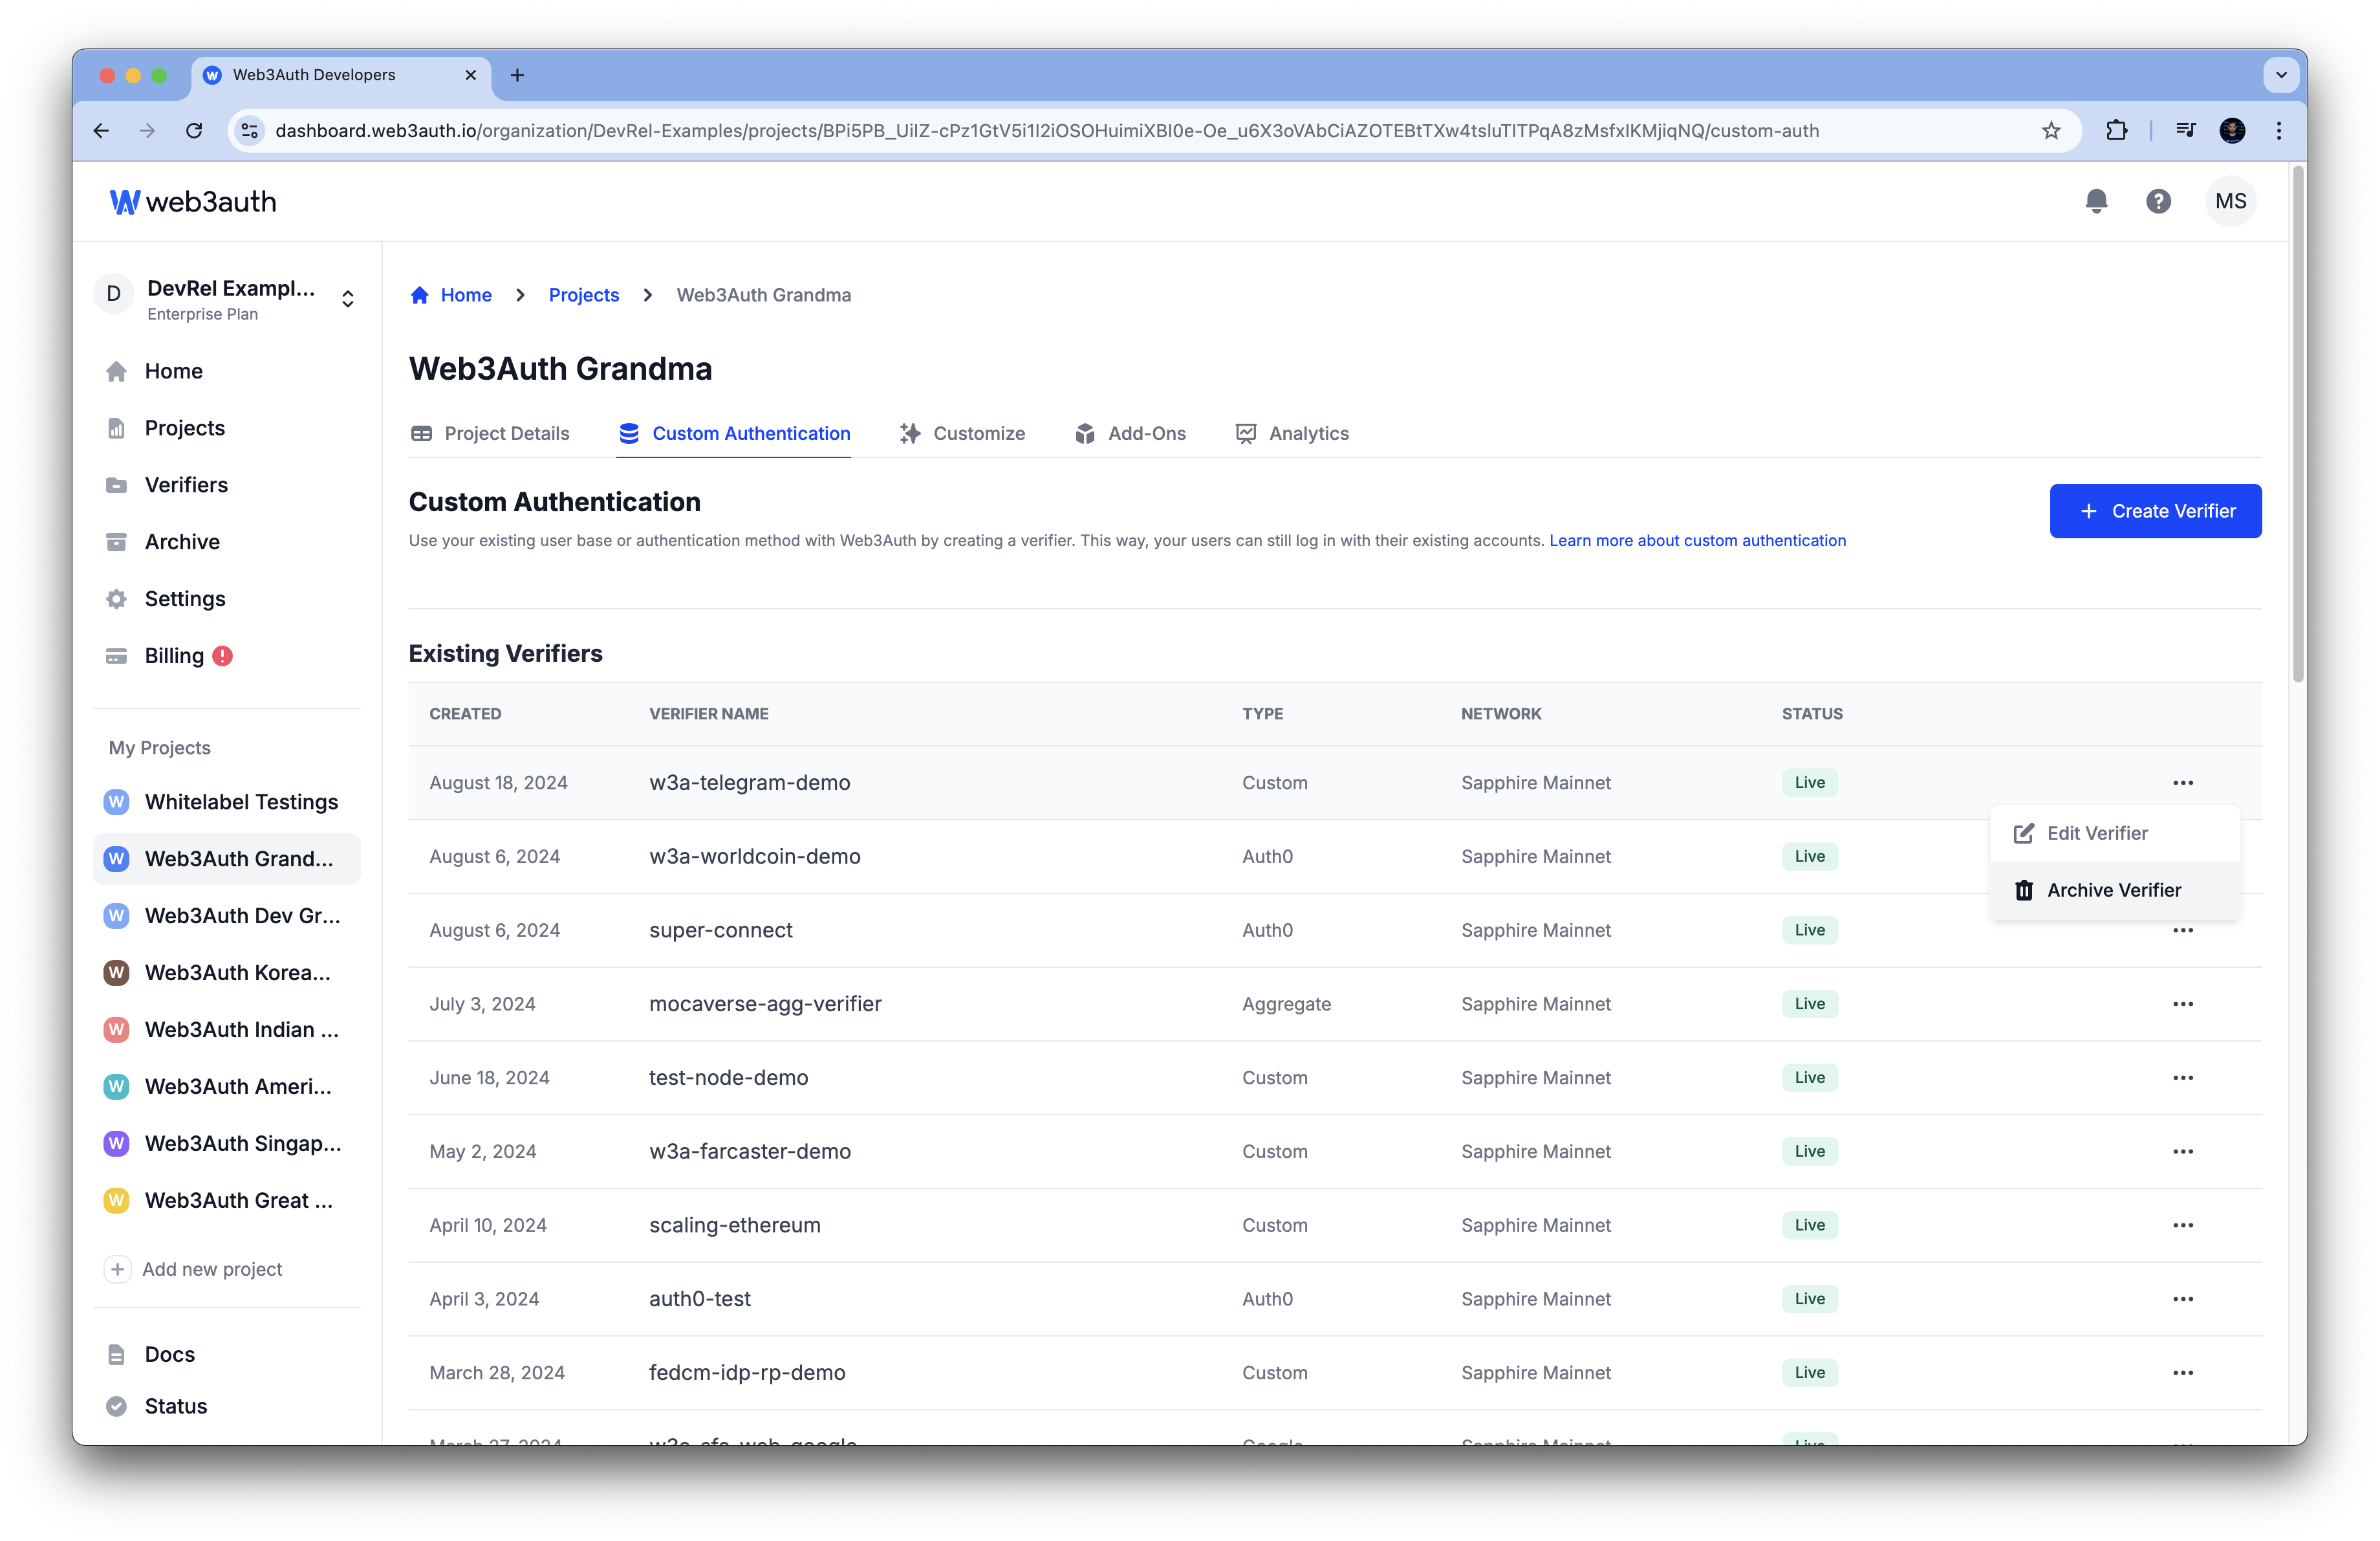 Web3Auth Developers
dashboard.web3auth.io/organization/DevRel-Examples/projects/BPi5PB_UiIZ-cPz1GtV5i1I2iOSOHuimiXBI0e-Oe_u6X3oVAbCiAZOTEBtTXw4tsluTITPqA8zMsfxIKMjiqNQ/custom-auth
web3auth
MS
D
DevRel Exampl...
Enterprise Plan
Home
Projects
Verifiers
Archive
Settings
Billing
My Projects
W Whitelabel Testings
W Web3Auth Grand...
W Web3Auth Dev Gr...
W Web3Auth Korea...
W Web3Auth Indian ...
W Web3Auth Ameri...
W Web3Auth Singap...
W Web3Auth Great ...
Add new project
Docs
Status
Home > Projects > Web3Auth Grandma
Web3Auth Grandma
Project Details Custom Authentication Customize Add-Ons Analytics
Custom Authentication
+ Create Verifier
Use your existing user base or authentication method with Web3Auth by creating a verifier. This way, your users can still log in with their existing accounts. Learn more about custom authentication
Existing Verifiers
CREATED VERIFIER NAME TYPE NETWORK STATUS
August 18, 2024 w3a-telegram-demo Custom Sapphire Mainnet Live
Edit Verifier
Archive Verifier
August 6, 2024 w3a-worldcoin-demo Auth0 Sapphire Mainnet Live
August 6, 2024 super-connect Auth0 Sapphire Mainnet Live
July 3, 2024 mocaverse-agg-verifier Aggregate Sapphire Mainnet Live
June 18, 2024 test-node-demo Custom Sapphire Mainnet Live
May 2, 2024 w3a-farcaster-demo Custom Sapphire Mainnet Live
April 10, 2024 scaling-ethereum Custom Sapphire Mainnet Live
April 3, 2024 auth0-test Auth0 Sapphire Mainnet Live
March 28, 2024 fedcm-idp-rp-demo Custom Sapphire Mainnet Live
March 27, 2024 Google Sapphire Mainnet Live